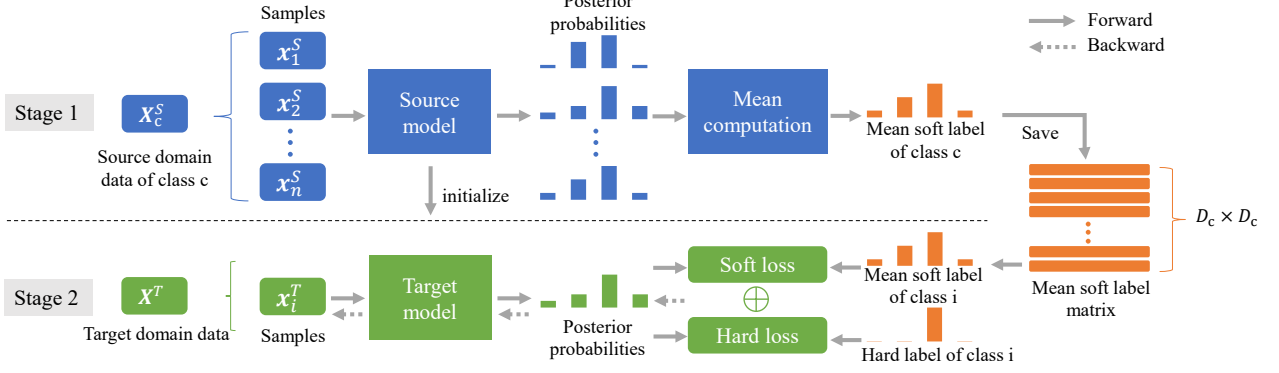 Samples
Posterior
probabilities
Forward
Backward
Stage 1
X_c^S
Source domain
data of class c
x_1^S
x_2^S
x_n^S
Source
model
initialize
Mean
computation
Mean soft label
of class c
Save
D_c × D_c
Mean soft label
matrix
Stage 2
X^T
Target domain data
x_i^T
Samples
Target
model
Posterior
probabilities
Soft loss
Hard loss
Mean soft label
of class i
Hard label of class i